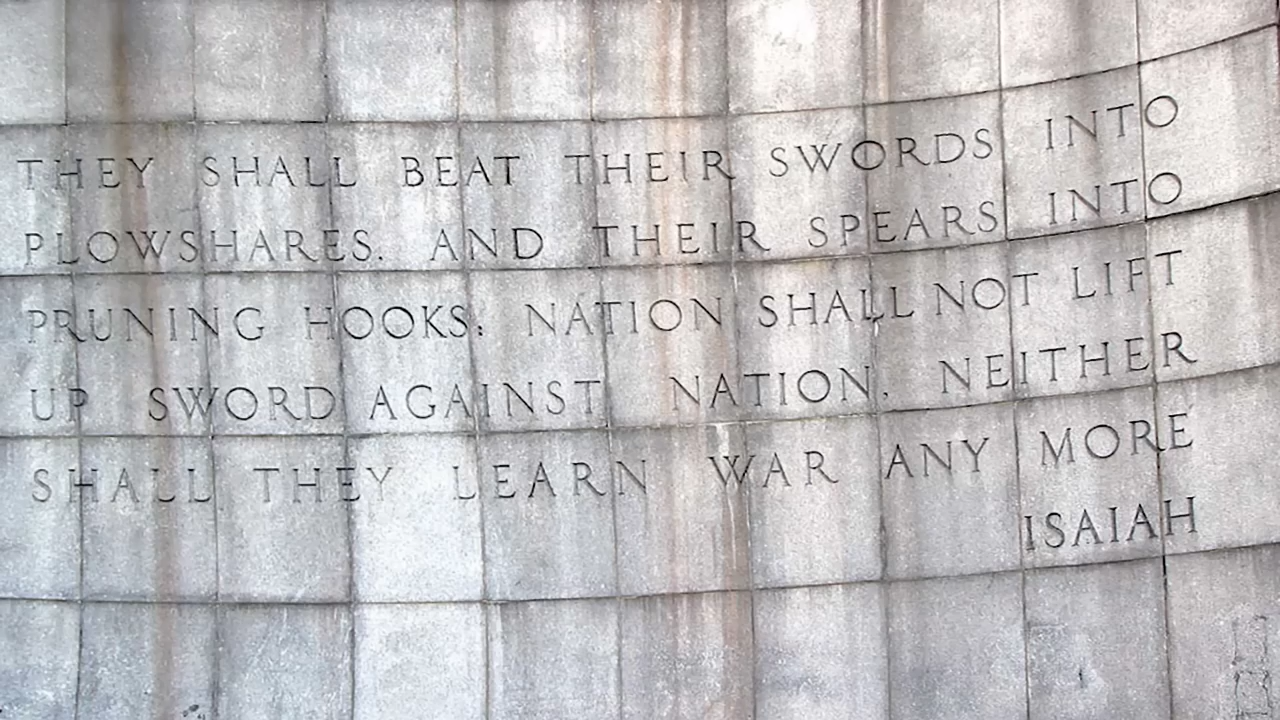 THEY SHALL BEAT THEIR SWORDS INTO
PLOWSHARES. AND THEIR SPEARS INTO
PRUNING HOOKS: NATION SHALL NOT LIFT
UP SWORD AGAINST NATION. NEITHER
SHALL THEY LEARN WAR ANY MORE
ISAIAH